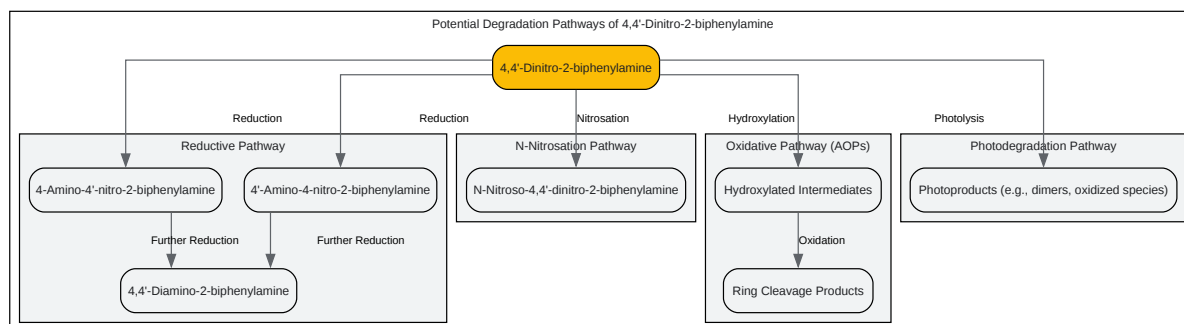 Potential Degradation Pathways of 4,4'-Dinitro-2-biphenylamine
4,4'-Dinitro-2-biphenylamine
Reduction
Reduction
Nitrosation
Hydroxylation
Photolysis
Reductive Pathway
N-Nitrosation Pathway
Oxidative Pathway (AOPs)
Photodegradation Pathway
4-Amino-4'-nitro-2-biphenylamine
4'-Amino-4-nitro-2-biphenylamine
N-Nitroso-4,4'-dinitro-2-biphenylamine
Hydroxylated Intermediates
Photoproducts (e.g., dimers, oxidized species)
Further Reduction
Further Reduction
Oxidation
4,4'-Diamino-2-biphenylamine
Ring Cleavage Products